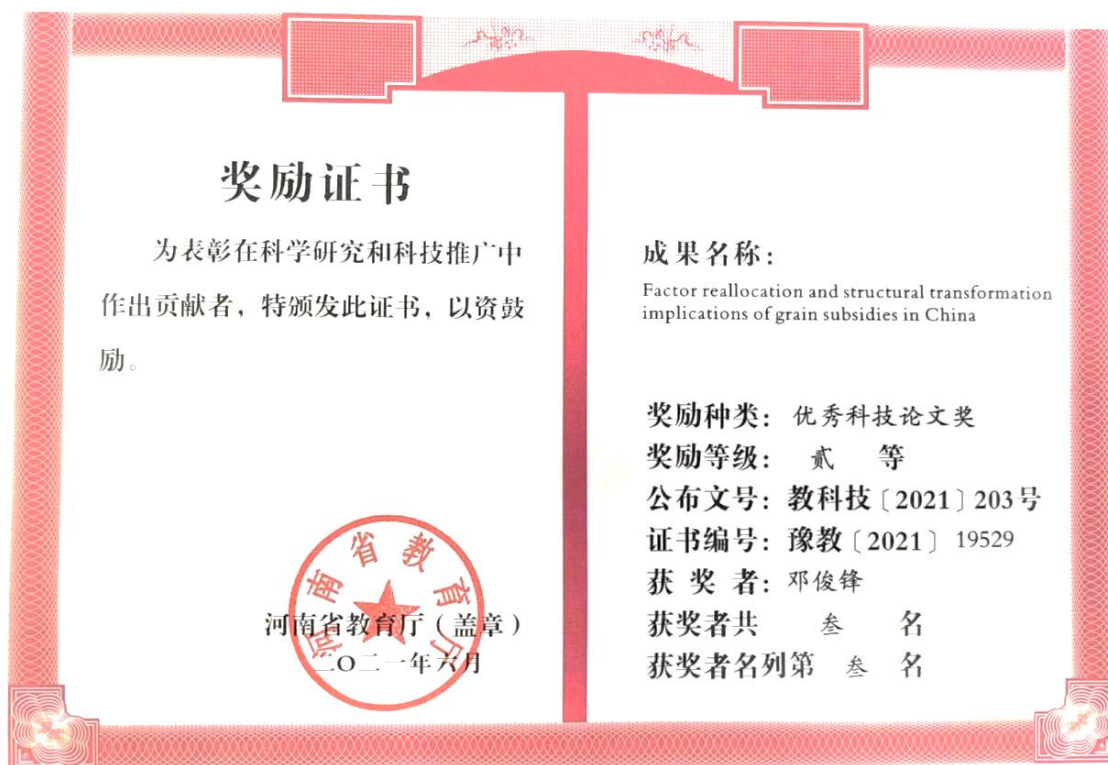 奖励证书
为表彰在科学研究和科技推广中
作出贡献者，特颁发此证书，以资鼓
励。
河南省教育厅
河南省教育厅（盖章）
二〇二一年六月
成果名称：
Factor reallocation and structural transformation
implications of grain subsidies in China
奖励种类：优秀科技论文奖
奖励等级：贰 等
公布文号：教科技〔2021〕203号
证书编号：豫教〔2021〕19529
获 奖 者：邓俊锋
获奖者共 叁 名
获奖者名列第 叁 名